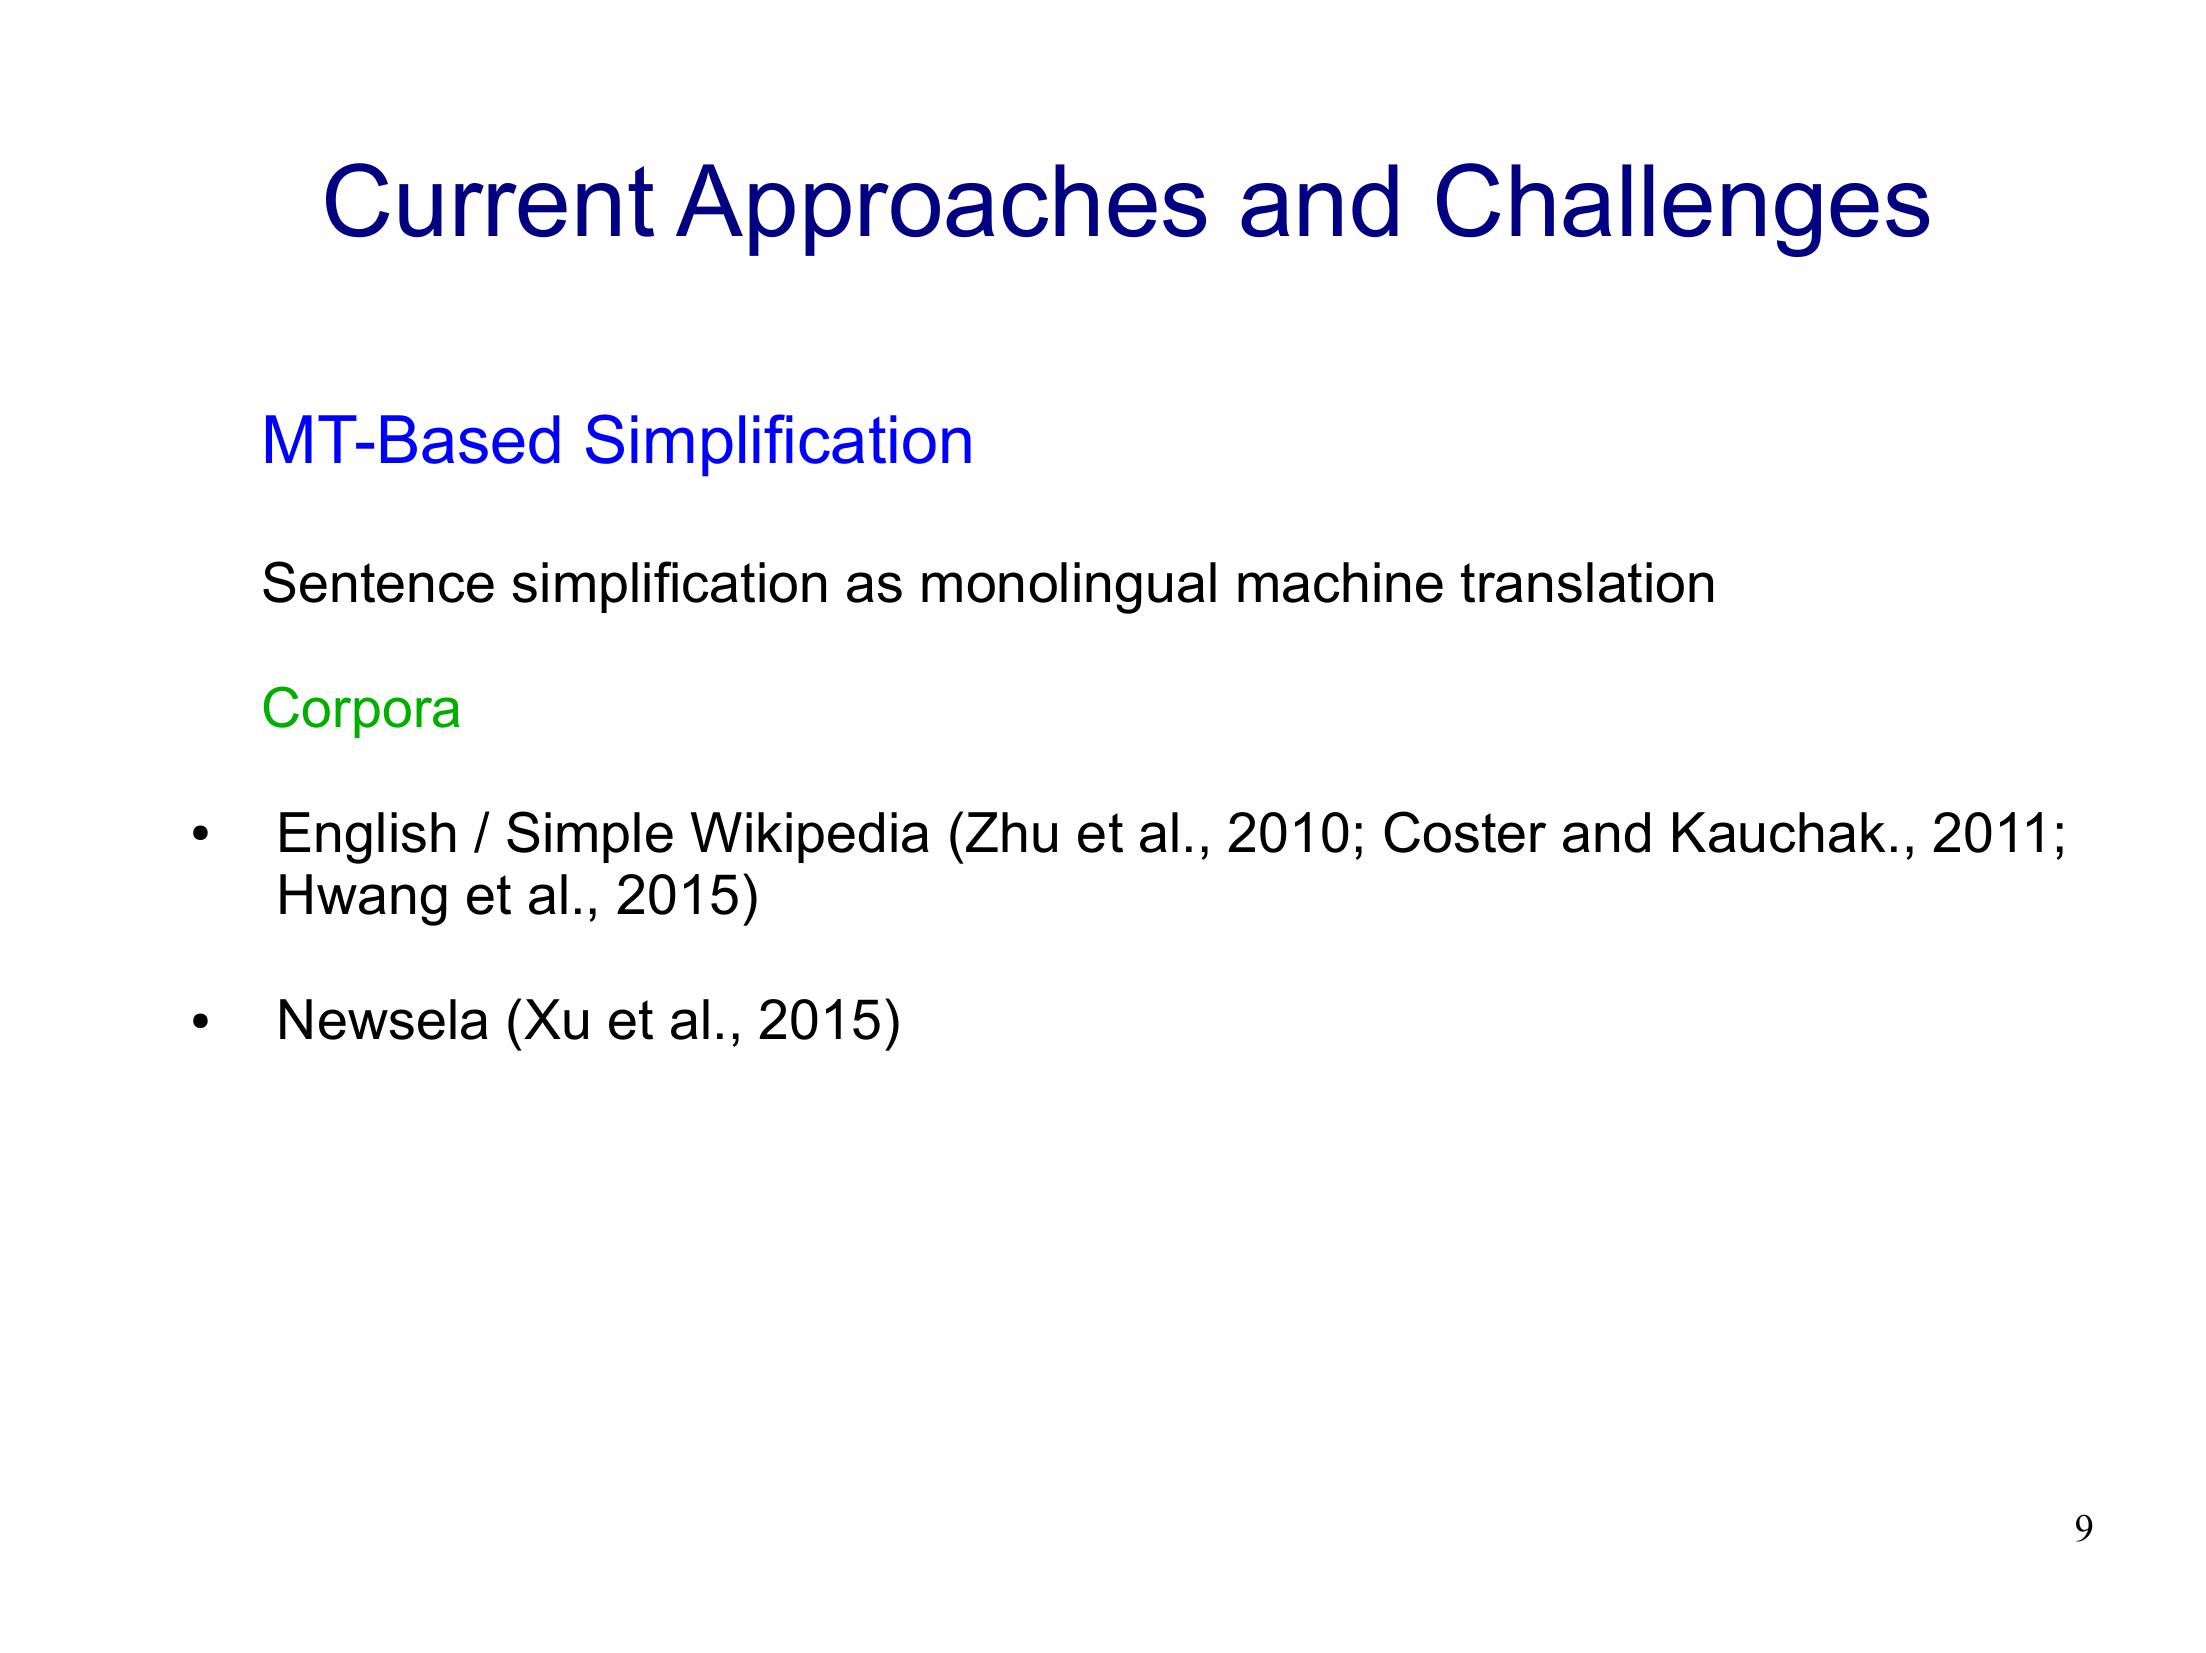 Current Approaches and Challenges
MT-Based Simplification
Sentence simplification as monolingual machine translation
Corpora
• English / Simple Wikipedia (Zhu et al., 2010; Coster and Kauchak., 2011;
Hwang et al., 2015)
• Newsela (Xu et al., 2015)
9